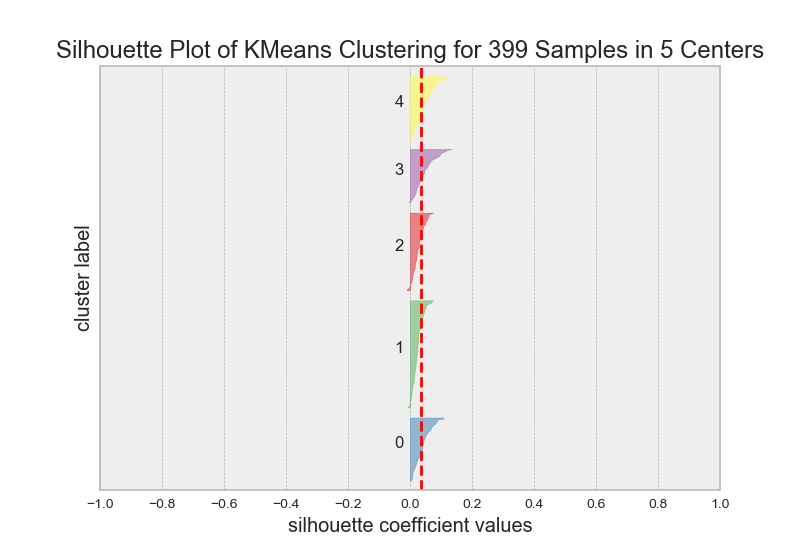 Silhouette Plot of KMeans Clustering for 399 Samples in 5 Centers
4
3
2
1
0
cluster label
−1.0 −0.8 −0.6 −0.4 −0.2 0.0 0.2 0.4 0.6 0.8 1.0
silhouette coefficient values